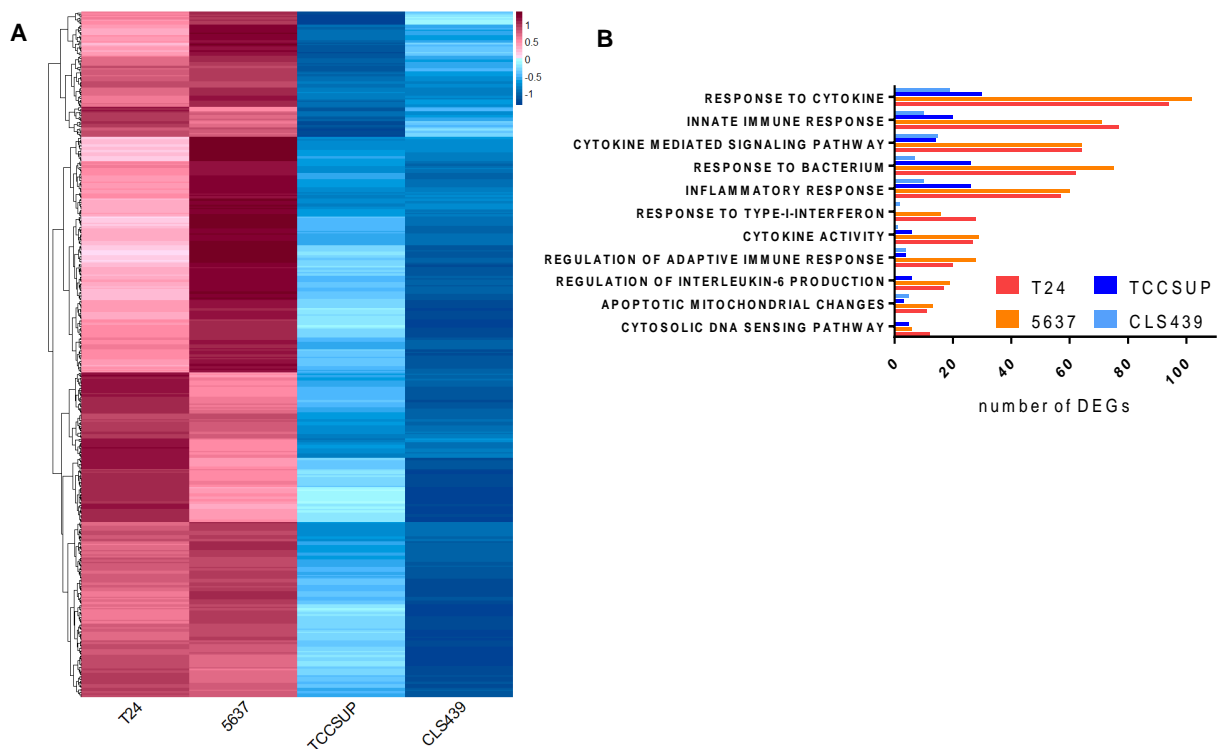 A
1
0.5
0
-0.5
-1
T24
5637
TCCSUP
CLS439
B
RESPONSE TO CYTOKINE
INNATE IMMUNE RESPONSE
CYTOKINE MEDIATED SIGNALING PATHWAY
RESPONSE TO BACTERIUM
INFLAMMATORY RESPONSE
RESPONSE TO TYPE-I-INTERFERON
CYTOKINE ACTIVITY
REGULATION OF ADAPTIVE IMMUNE RESPONSE
REGULATION OF INTERLEUKIN-6 PRODUCTION
APOPTOTIC MITOCHONDRIAL CHANGES
CYTOSOLIC DNA SENSING PATHWAY
T24 TCCSUP
5637 CLS439
0 20 40 60 80 100
number of DEGs